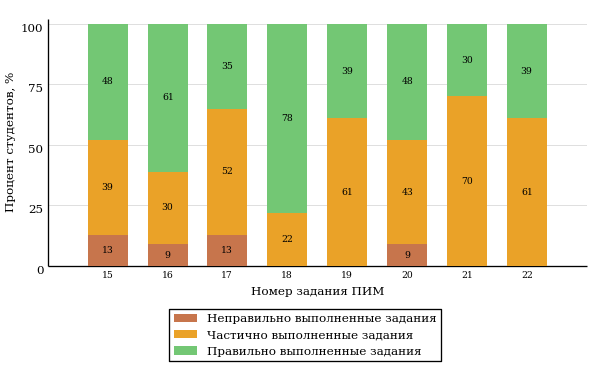 100
75
50
25
0
Процент студентов, %
48 61 35 78 39 48 30 39
39 30 52 22 61 43 70 61
13 9 13 9
15 16 17 18 19 20 21 22
Номер задания ПИМ
Неправильно выполненные задания
Частично выполненные задания
Правильно выполненные задания